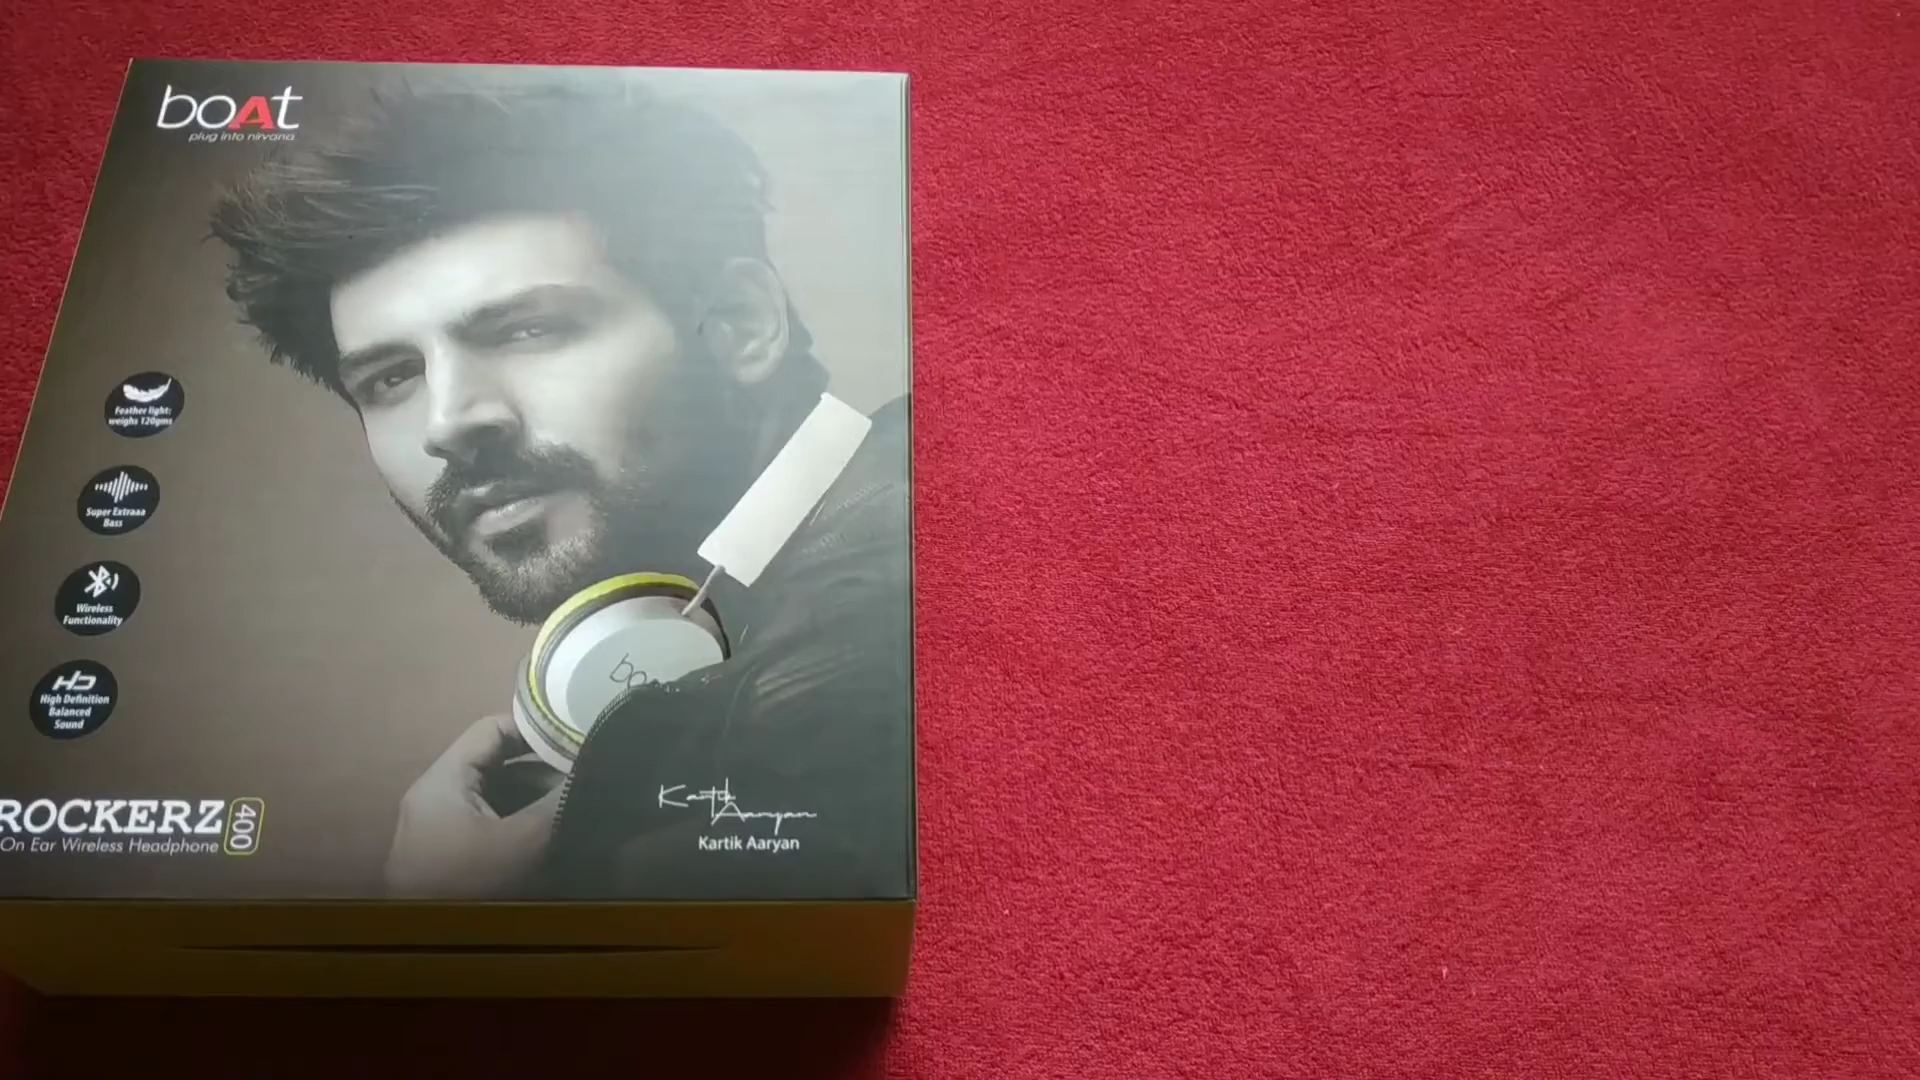 boAt
plug into nirvana
Feather light:
weighs 120gms
Super Extraaa
Bass
Wireless
Functionality
HD
High Definition
Balanced
Sound
ROCKERZ 400
On Ear Wireless Headphone
Kartik
Aaryan
Kartik Aaryan